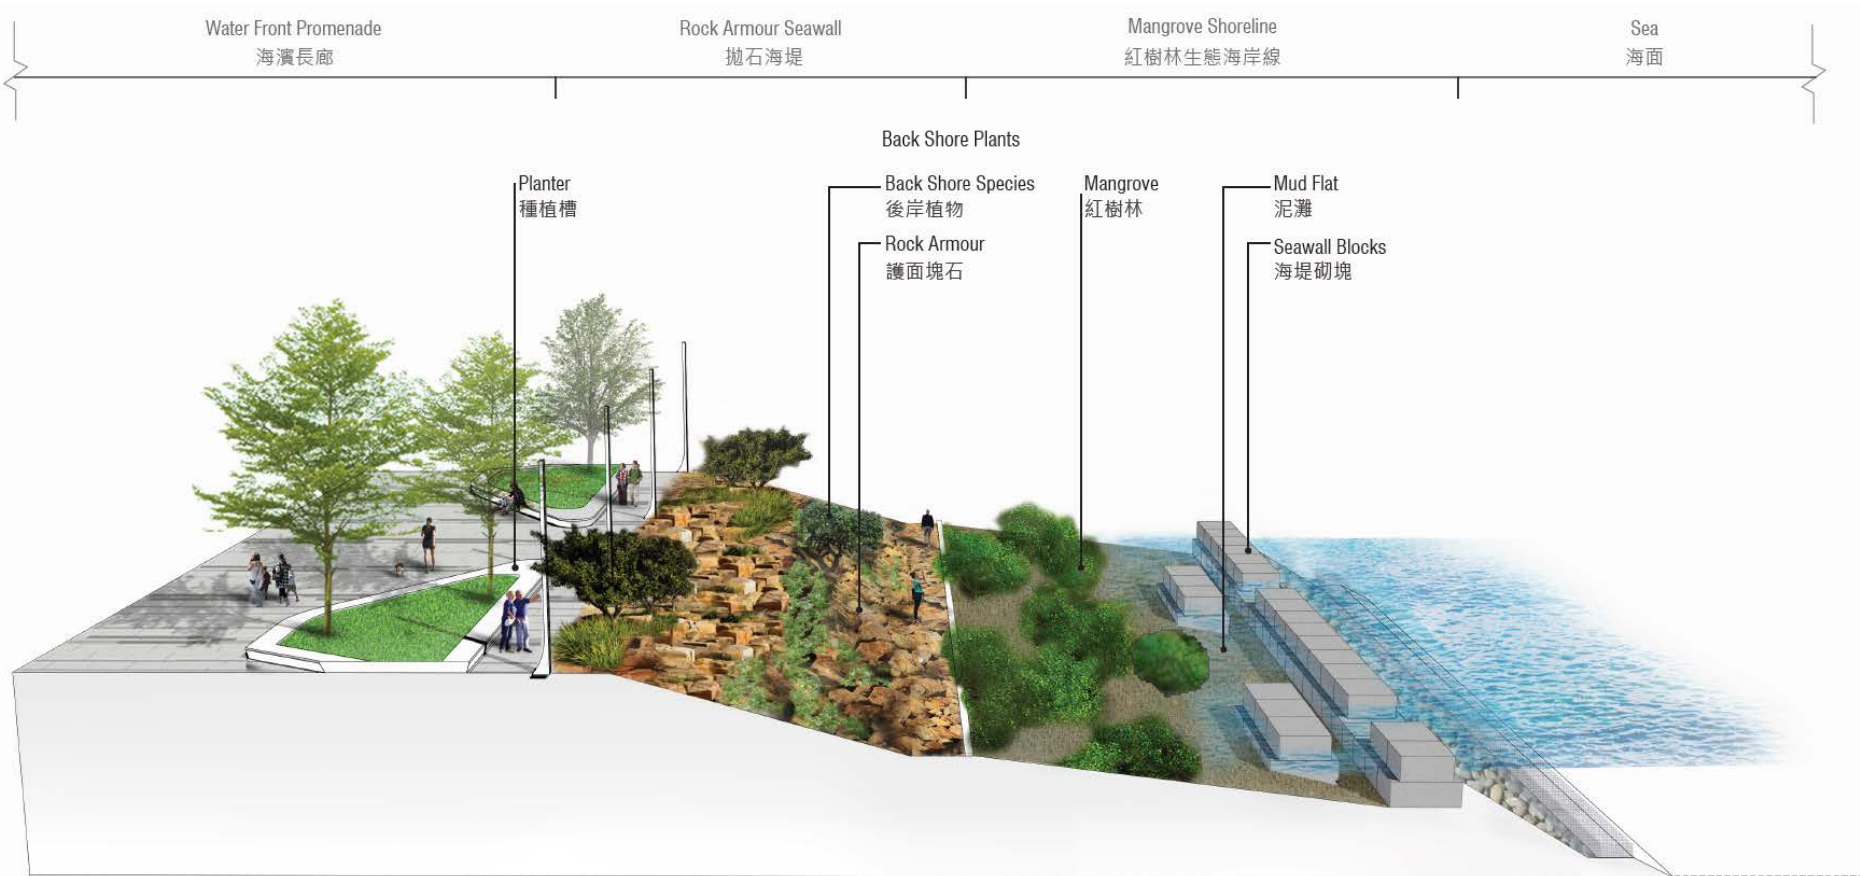 Water Front Promenade
海濱長廊
Rock Armour Seawall
拋石海堤
Mangrove Shoreline
紅樹林生態海岸線
Sea
海面
Back Shore Plants
Planter
種植槽
Back Shore Species
後岸植物
Rock Armour
護面塊石
Mangrove
紅樹林
Mud Flat
泥灘
Seawall Blocks
海堤砌塊